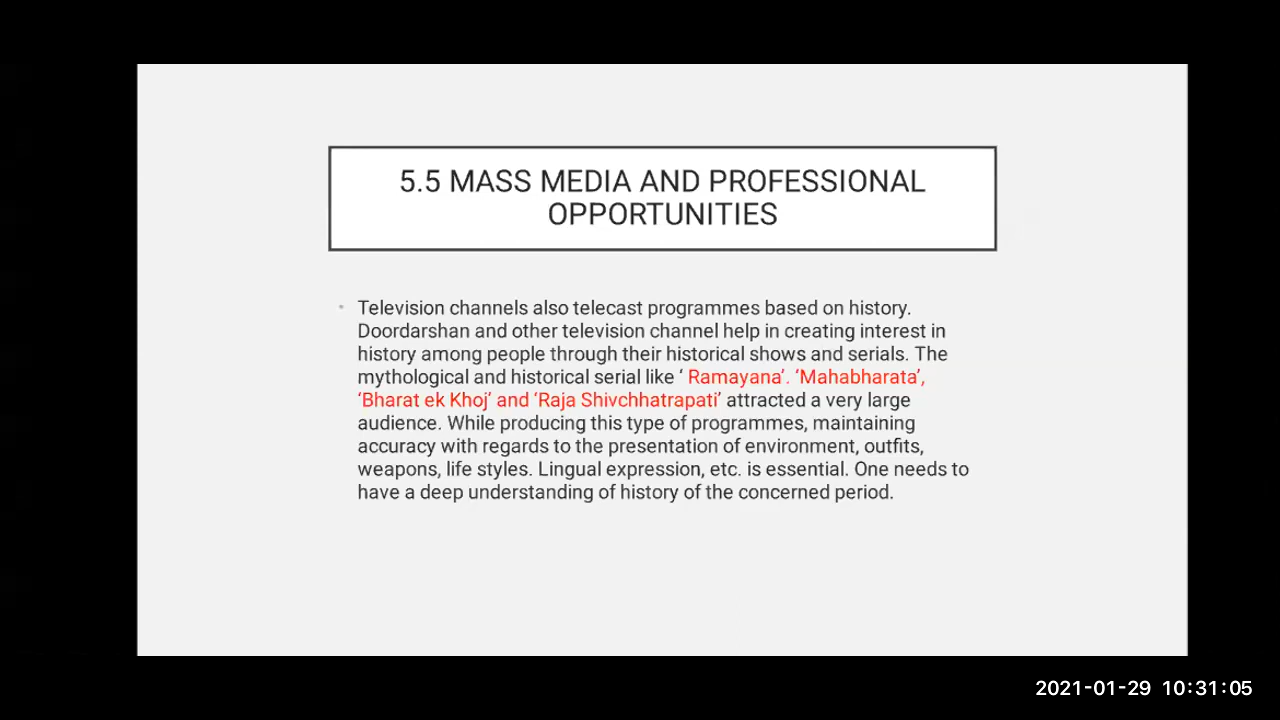 5.5 MASS MEDIA AND PROFESSIONAL
OPPORTUNITIES
• Television channels also telecast programmes based on history.
Doordarshan and other television channel help in creating interest in
history among people through their historical shows and serials. The
mythological and historical serial like ‘ Ramayana’. ‘Mahabharata’,
‘Bharat ek Khoj’ and ‘Raja Shivchhatrapati’ attracted a very large
audience. While producing this type of programmes, maintaining
accuracy with regards to the presentation of environment, outfits,
weapons, life styles. Lingual expression, etc. is essential. One needs to
have a deep understanding of history of the concerned period.
2021-01-29 10:31:05